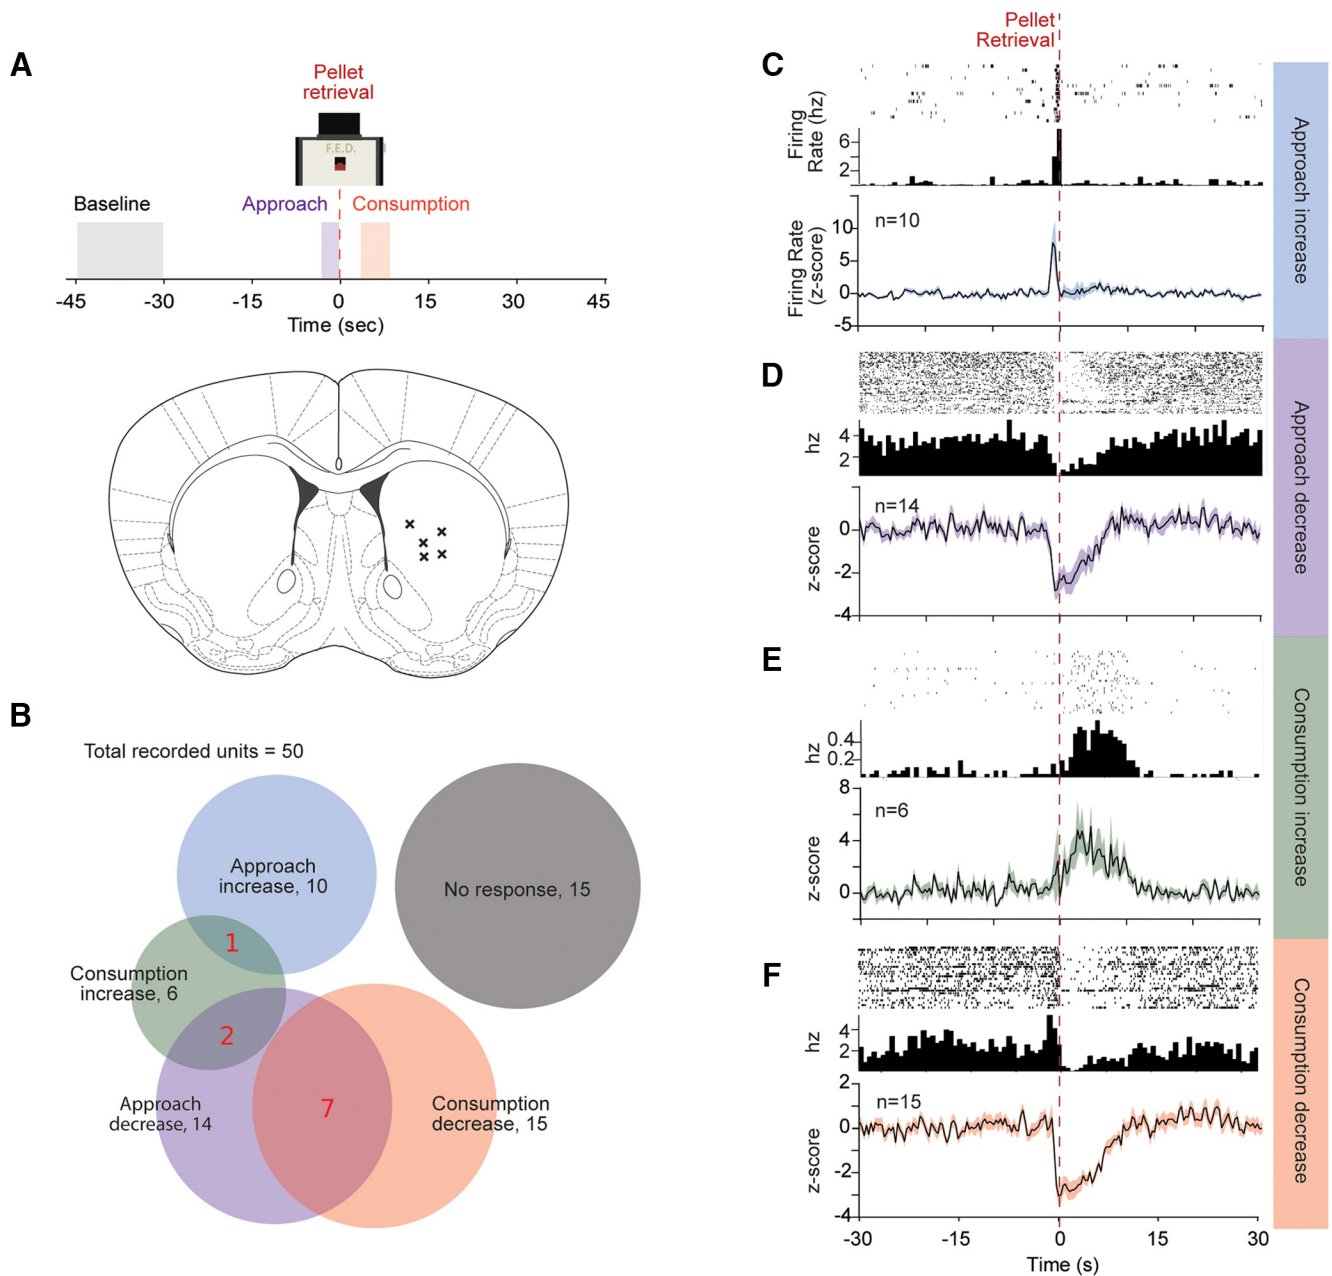 A
Pellet
retrieval
F.E.D.
Baseline
Approach
Consumption
-45
-30
-15
0
15
30
45
Time (sec)
B
Total recorded units = 50
Approach
increase, 10
No response, 15
1
Consumption
increase, 6
2
Approach
decrease, 14
7
Consumption
decrease, 15
Pellet
Retrieval
C
Firing
Rate (hz)
6
2
Firing Rate
(z-score)
10
5
0
-5
n=10
Approach increase
D
hz
4
2
z-score
0
-2
-4
n=14
Approach decrease
E
hz
0.4
0.2
z-score
8
4
0
n=6
Consumption increase
F
hz
4
2
z-score
2
0
-2
-4
n=15
Consumption decrease
-30
-15
0
15
30
Time (s)